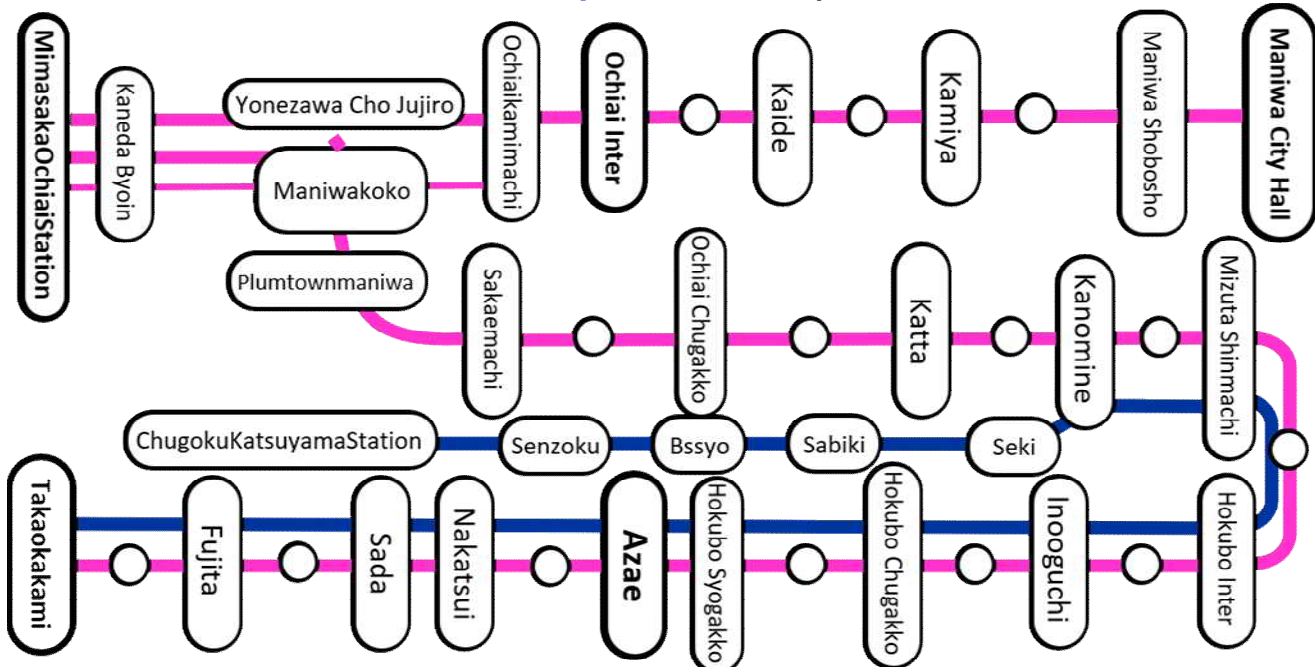 MimasakaOchiaiStation
Kaneda Byoin
Yonezawa Cho Jujiro
Maniwakoko
Plumtownmaniwa
Ochiaikamimachi
Ochiai Inter
Kaide
Kamiya
Maniwa Shobosho
Maniwa City Hall
Sakaemachi
Ochiai Chugakko
Katta
Kanomine
Mizuta Shinmachi
ChugokuKatsuyamaStation
Senzoku
Bssyo
Sabiki
Seki
Takaokakami
Fujita
Sada
Nakatsui
Azae
Hokubo Syogakko
Hokubo Chugakko
Inooguchi
Hokubo Inter